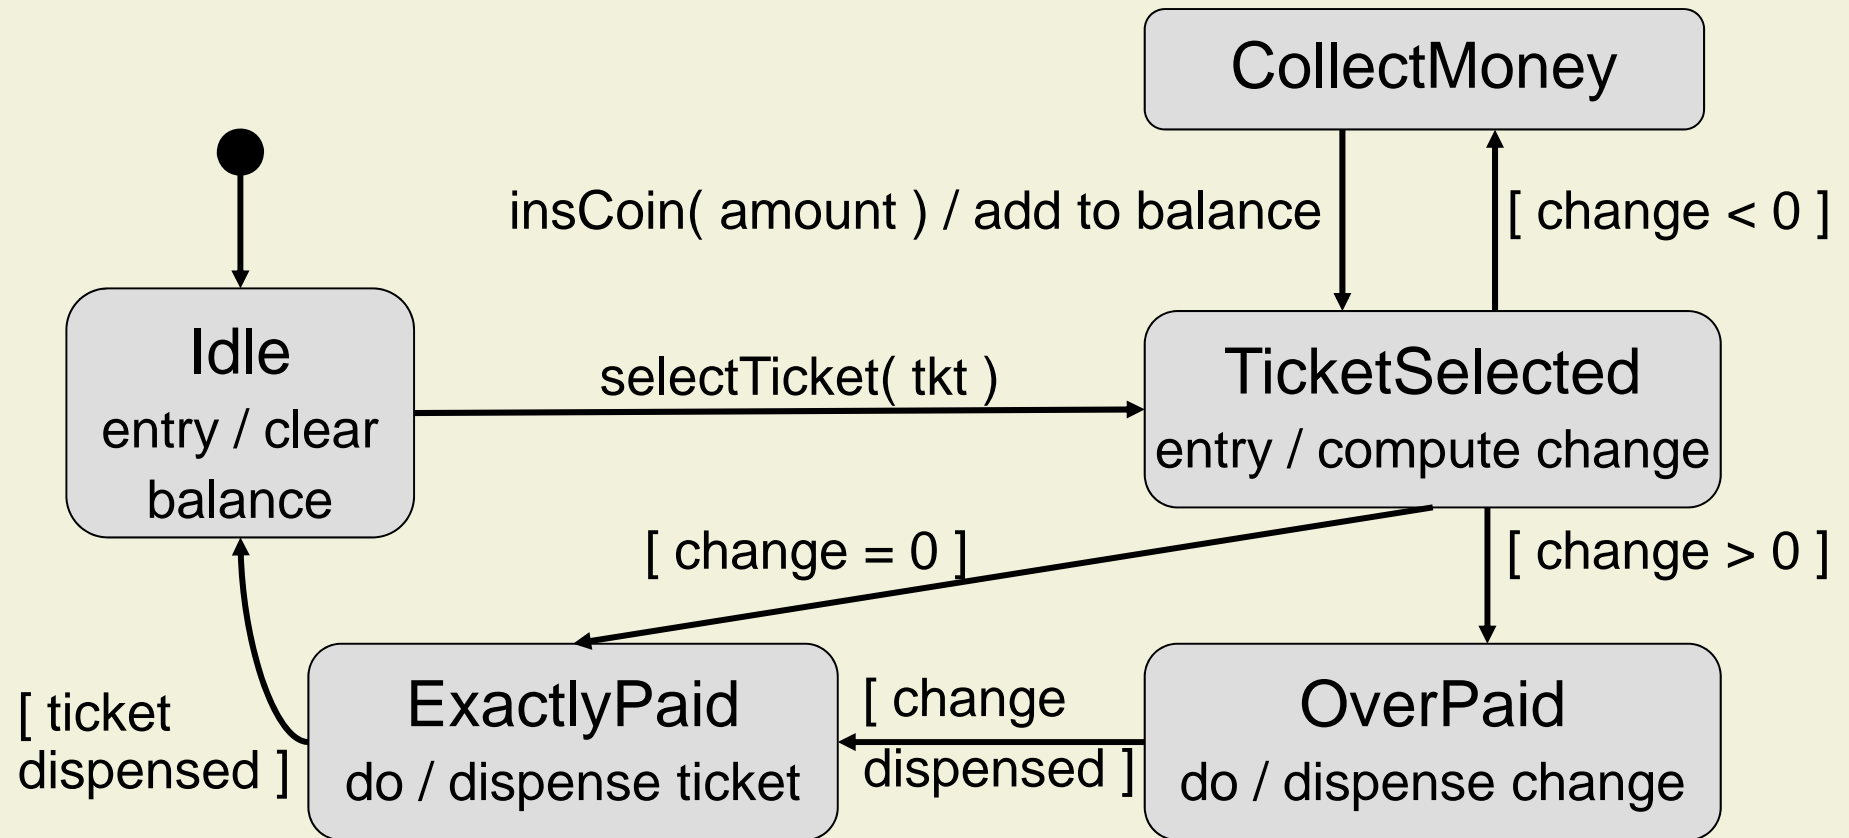 CollectMoney
insCoin( amount ) / add to balance
[ change < 0 ]
Idle
entry / clear
balance
selectTicket( tkt )
TicketSelected
entry / compute change
[ change = 0 ]
[ change > 0 ]
[ ticket
dispensed ]
ExactlyPaid
do / dispense ticket
[ change
dispensed ]
OverPaid
do / dispense change